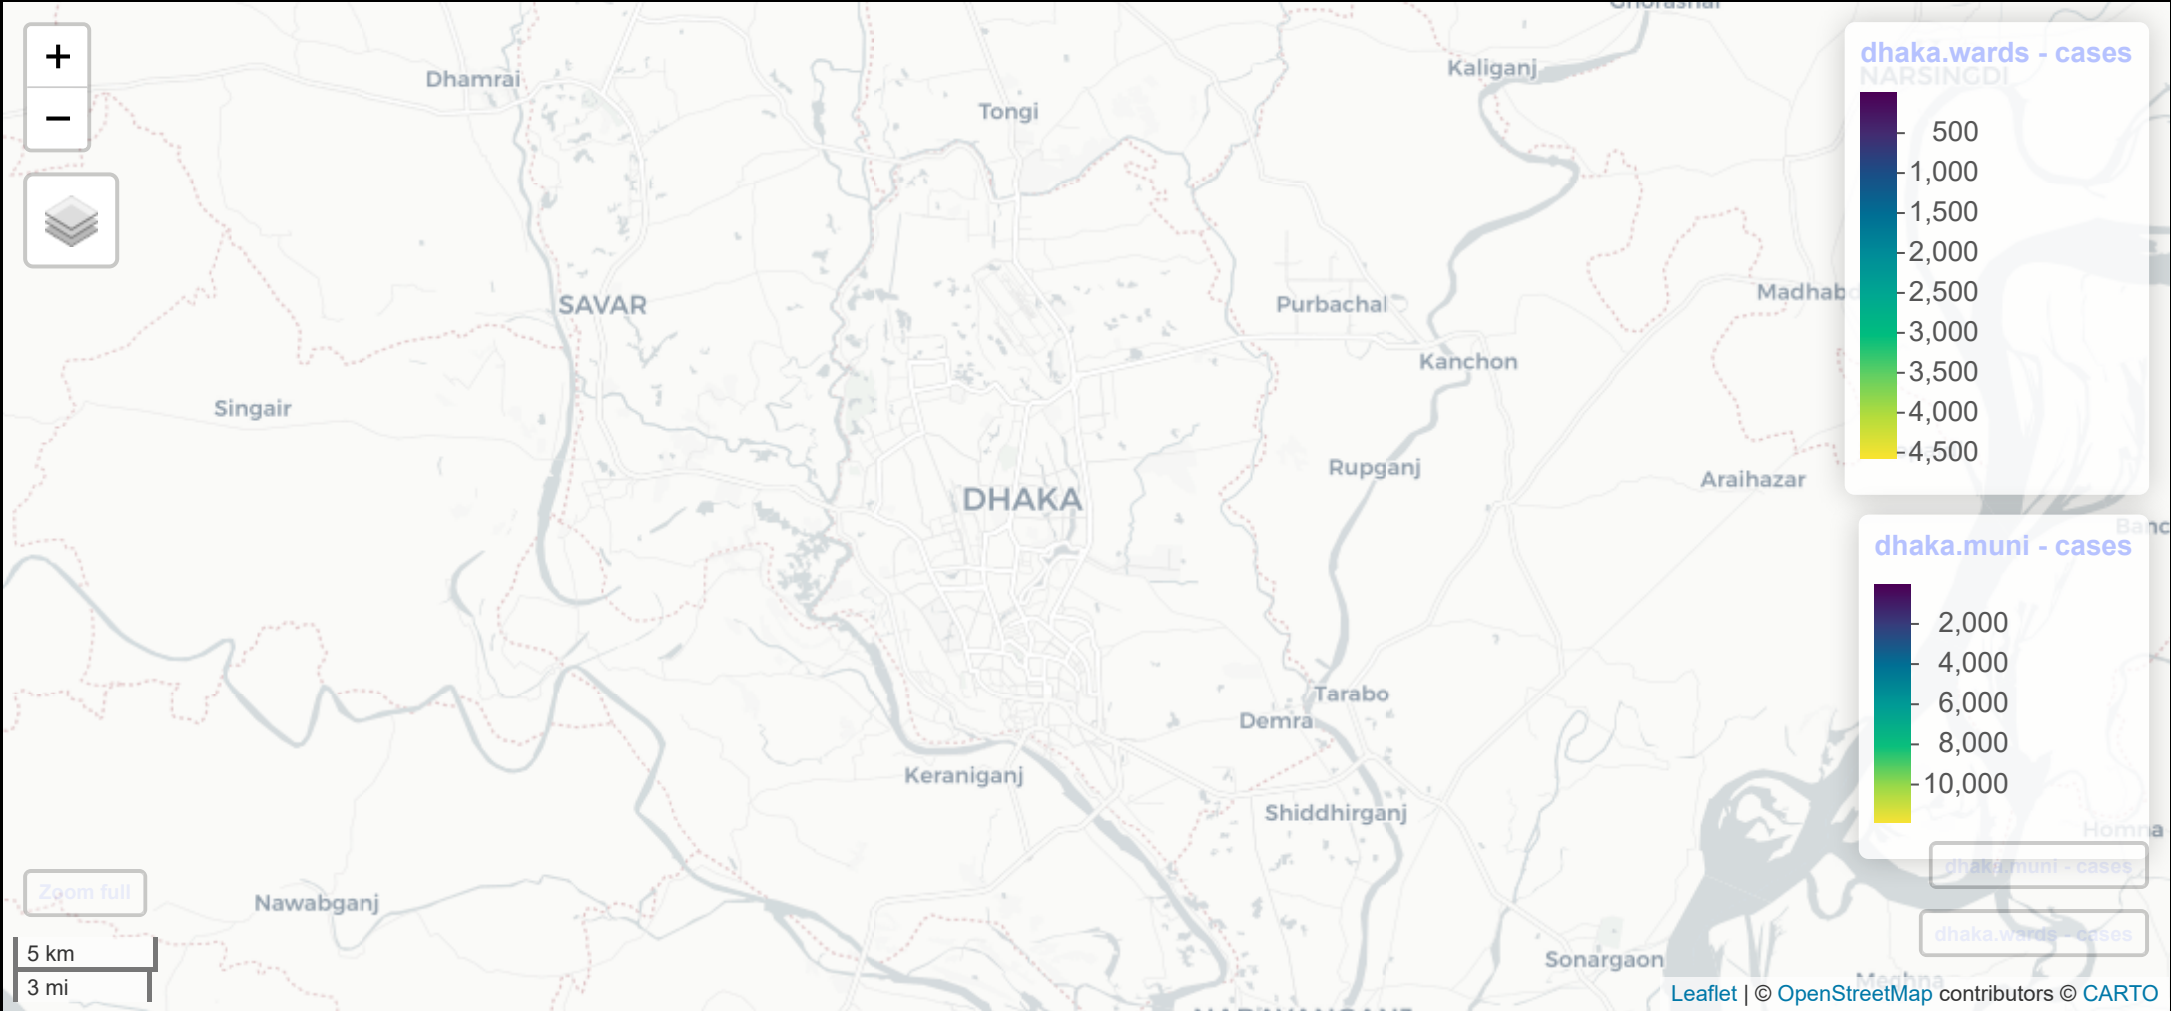 +
−
Dhamrai
Tongi
Kaliganj
dhaka.wards - cases
NARSINGDI
500
1,000
1,500
2,000
2,500
3,000
3,500
4,000
4,500
SAVAR
Purbachal
Kanchon
Singair
DHAKA
Rupganj
Araihazar
dhaka.muni - cases
2,000
4,000
6,000
8,000
10,000
Tarabo
Demra
Keraniganj
Shiddhirganj
Homna
dhaka.muni - cases
Zoom full
Nawabganj
dhaka.wards - cases
5 km
3 mi
Sonargaon
Meghna
Leaflet | © OpenStreetMap contributors © CARTO